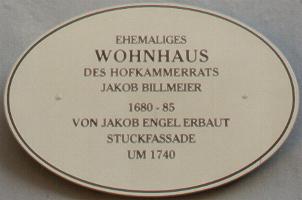 EHEMALIGES
WOHNHAUS
DES HOFKAMMERRATS
JAKOB BILLMEIER
1680 - 85
VON JAKOB ENGEL ERBAUT
STUCKFASSADE
UM 1740